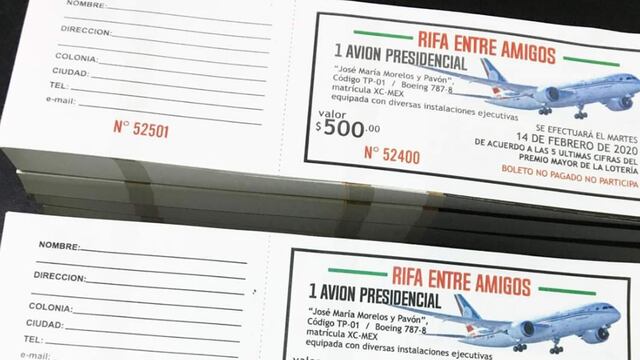 NOMBRE:
DIRECCION:
COLONIA:
CIUDAD:
TEL:
e-mail:
N° 52501
RIFA ENTRE AMIGOS
1 AVION PRESIDENCIAL
"José María Morelos y Pavón",
Código TP-01 / Boeing 787-8
matrícula XC-MEX
equipada con diversas instalaciones ejecutivas
valor
$500.00
N° 52400
SE EFECTUARÁ EL MARTES
14 DE FEBRERO DE 2020
DE ACUERDO A LAS 5 ULTIMAS CIFRAS DEL
PREMIO MAYOR DE LA LOTERÍA
BOLETO NO PAGADO NO PARTICIPA
NOMBRE:
DIRECCION:
COLONIA:
CIUDAD:
TEL:
e-mail:
RIFA ENTRE AMIGOS
1 AVION PRESIDENCIAL
"José María Morelos y Pavón",
Código TP-01 / Boeing 787-8
matrícula XC-MEX
equipada con diversas instalaciones ejecutivas
valor